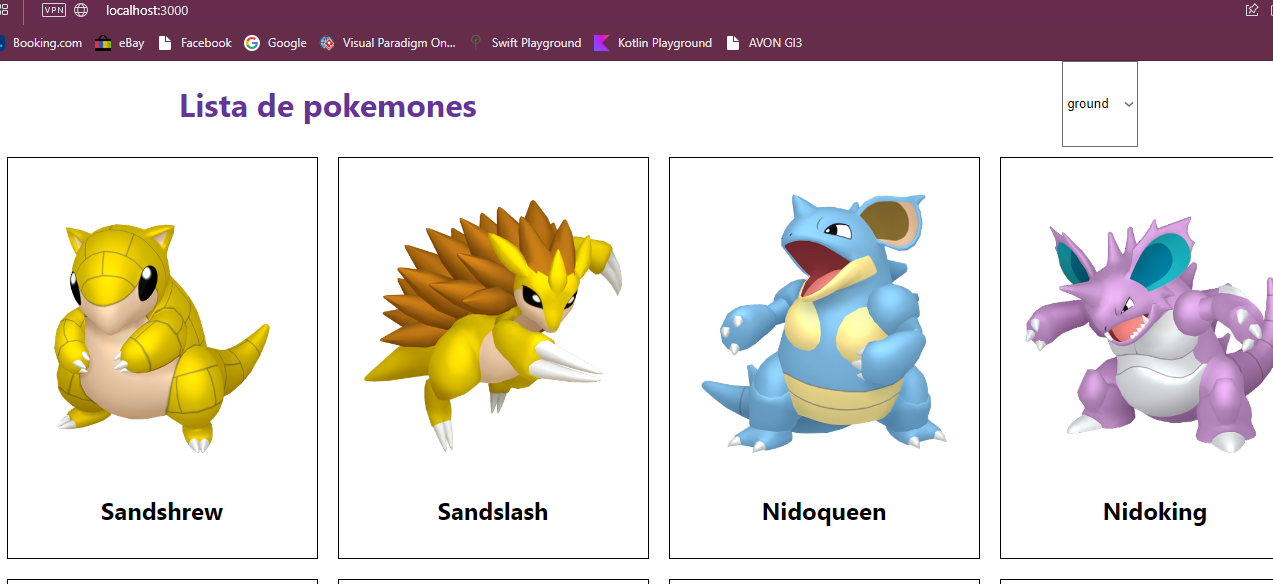 VPN localhost:3000
Booking.com eBay Facebook Google Visual Paradigm On... Swift Playground Kotlin Playground AVON GI3
Lista de pokemones
ground
Sandshrew Sandslash Nidoqueen Nidoking